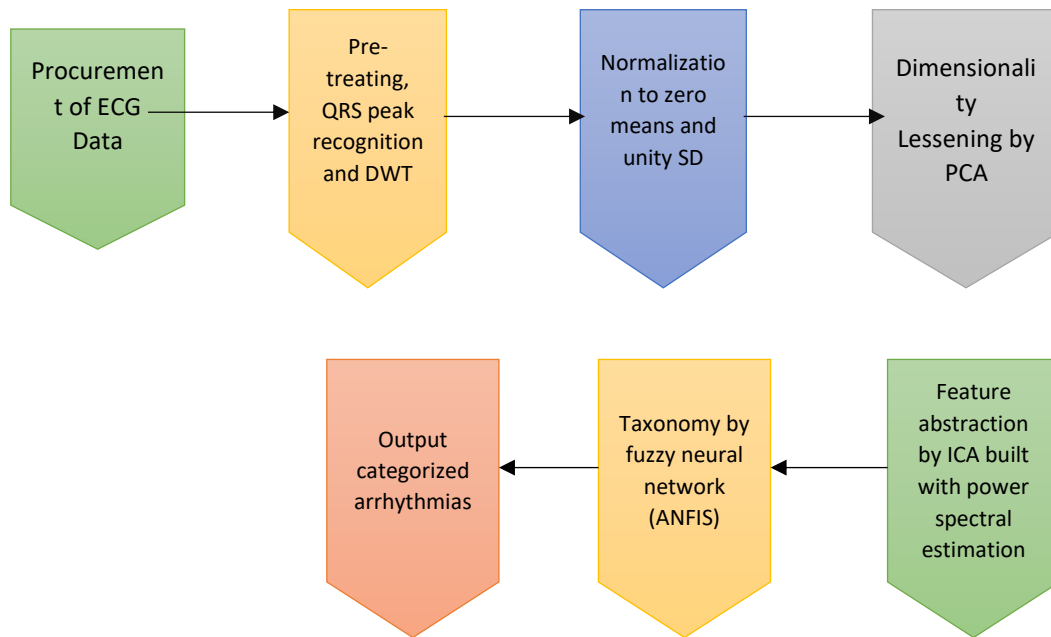 Procuremen
t of ECG
Data
Pre-
treating,
QRS peak
recognition
and DWT
Normalizatio
n to zero
means and
unity SD
Dimensionali
ty
Lessening by
PCA
Feature
abstraction
by ICA built
with power
spectral
estimation
Taxonomy by
fuzzy neural
network
(ANFIS)
Output
categorized
arrhythmias